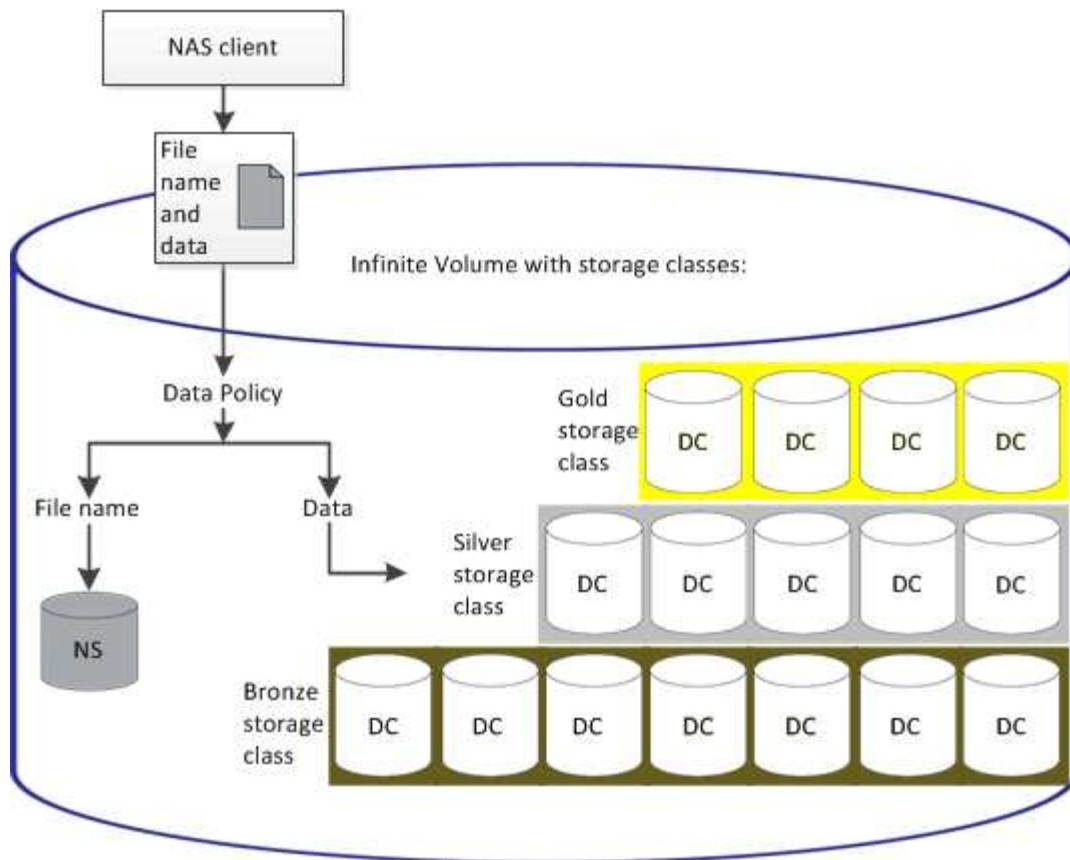 NAS client
File
name
and
data
Infinite Volume with storage classes:
Data Policy
File name
Data
NS
Gold
storage
class
DC DC DC DC
Silver
storage
class
DC DC DC DC DC
Bronze
storage
class
DC DC DC DC DC DC DC